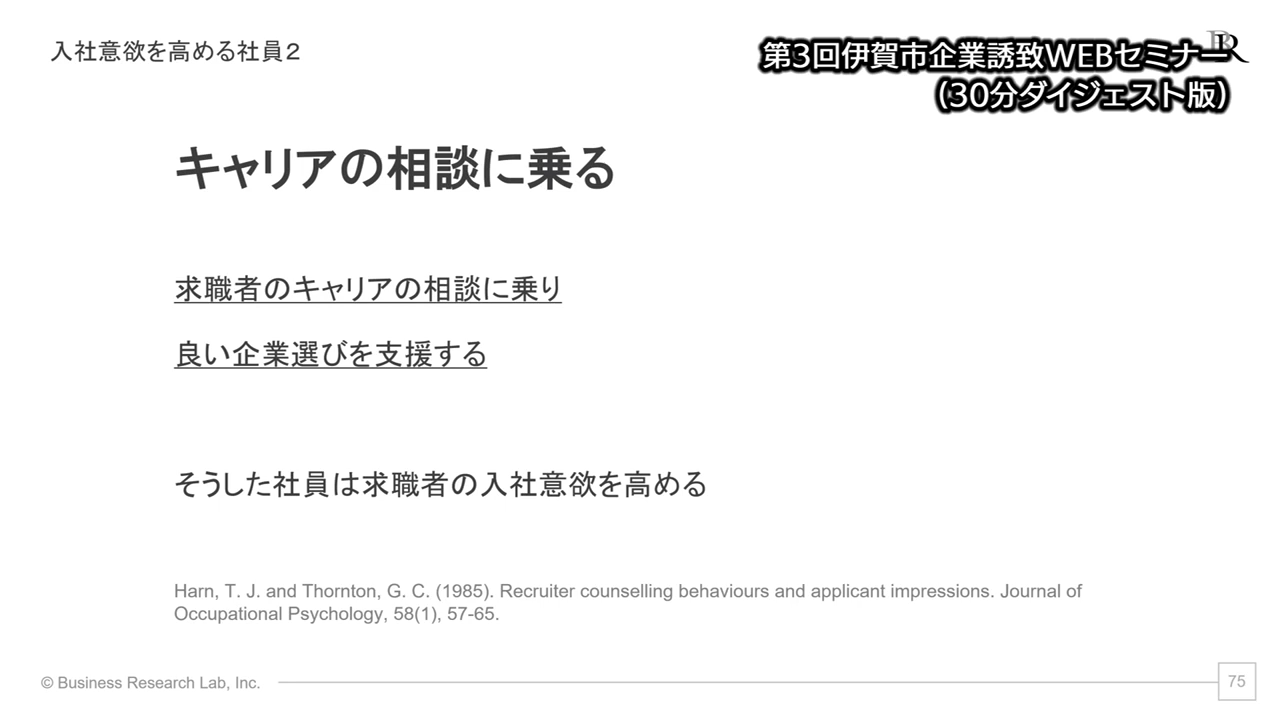 入社意欲を高める社員２
第3回伊賀市企業誘致WEBセミナー
(30分ダイジェスト版)
キャリアの相談に乗る
求職者のキャリアの相談に乗り
良い企業選びを支援する
そうした社員は求職者の入社意欲を高める
Harn, T. J. and Thornton, G. C. (1985). Recruiter counselling behaviours and applicant impressions. Journal of
Occupational Psychology, 58(1), 57-65.
© Business Research Lab, Inc.
75